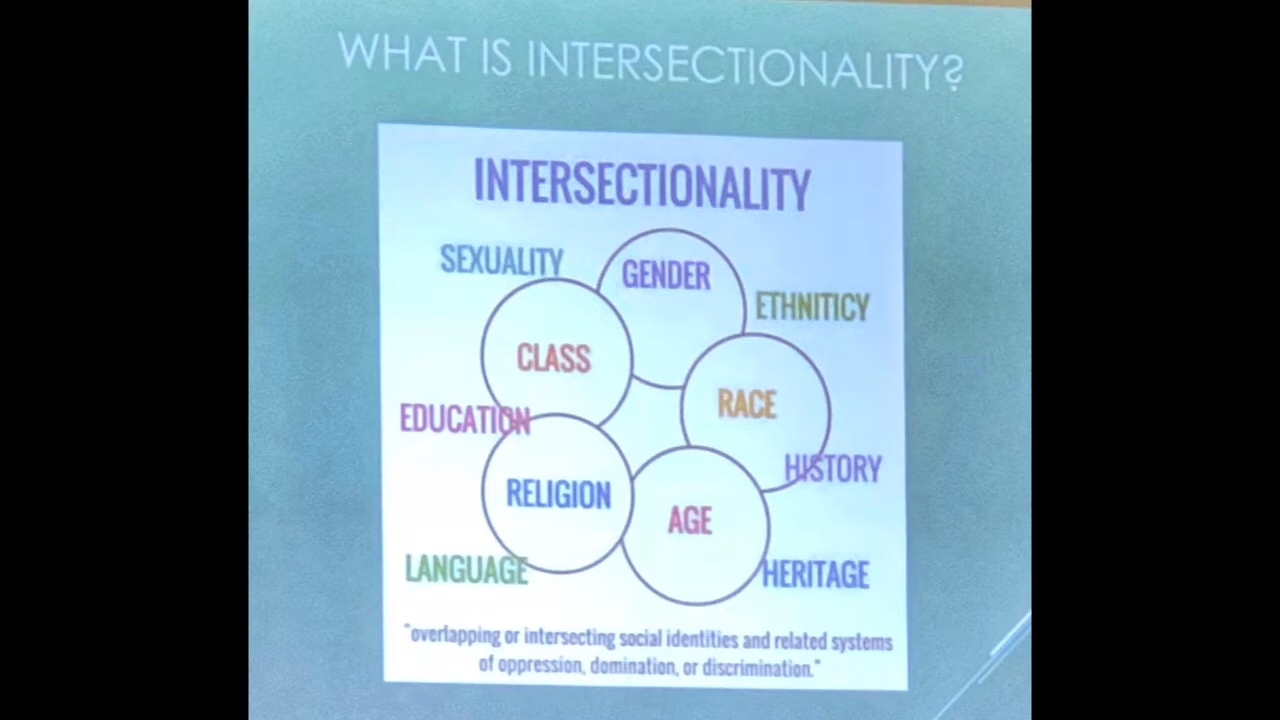 WHAT IS INTERSECTIONALITY?
INTERSECTIONALITY
SEXUALITY
GENDER
ETHNITICY
CLASS
RACE
EDUCATION
HISTORY
RELIGION
AGE
LANGUAGE
HERITAGE
"overlapping or intersecting social identities and related systems
of oppression, domination, or discrimination."